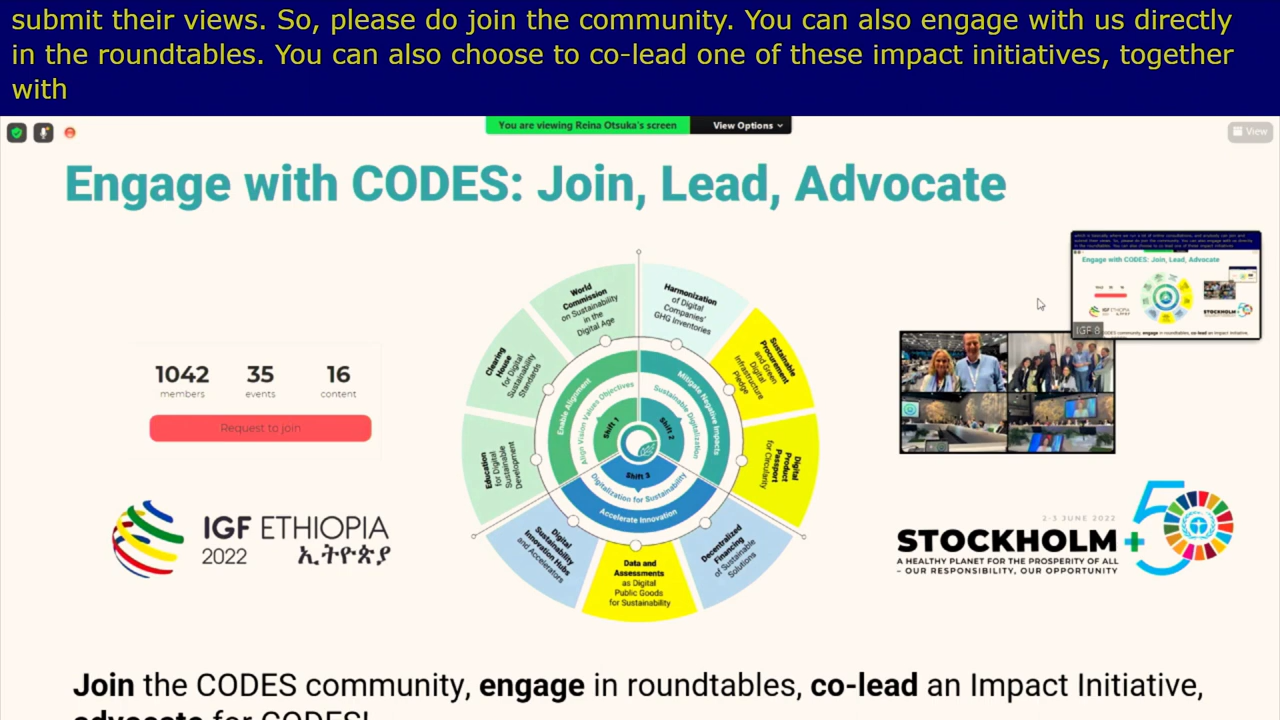 submit their views. So, please do join the community. You can also engage with us directly
in the roundtables. You can also choose to co-lead one of these impact initiatives, together
with
You are viewing Reina Otsuka's screen
View Options
View
Engage with CODES: Join, Lead, Advocate
1042
members
35
events
16
content
Request to join
IGF ETHIOPIA
2022 ኢትዮጵያ
World
Commission
on Sustainability
in the
Digital Age
Harmonization
of Digital
Companies'
GHG Inventories
Sustainable
Procurement
and Green
Digital
Infrastructure
Pledge
Digital
Product
Passport
for Circularity
Decentralized
Financing
of Sustainable
Solutions
Data and
Assessments
as Digital
Public Goods
for Sustainability
Digital
Sustainability
Innovation Hubs
and Accelerators
Education
for Digital
Sustainable
Development
Clearing
House
for Digital
Sustainability
Standards
Enable Alignment
Align Vision Values Objectives
Shift 1
Mitigate Negative Impacts
Sustainable Digitalization
Shift 2
Shift 3
Digitalization for Sustainability
Accelerate Innovation
Engage with CODES: Join, Lead, Advocate
IGF 8
2-3 JUNE 2022
STOCKHOLM+50
A HEALTHY PLANET FOR THE PROSPERITY OF ALL
– OUR RESPONSIBILITY, OUR OPPORTUNITY
Join the CODES community, engage in roundtables, co-lead an Impact Initiative,
advocate for CODES!